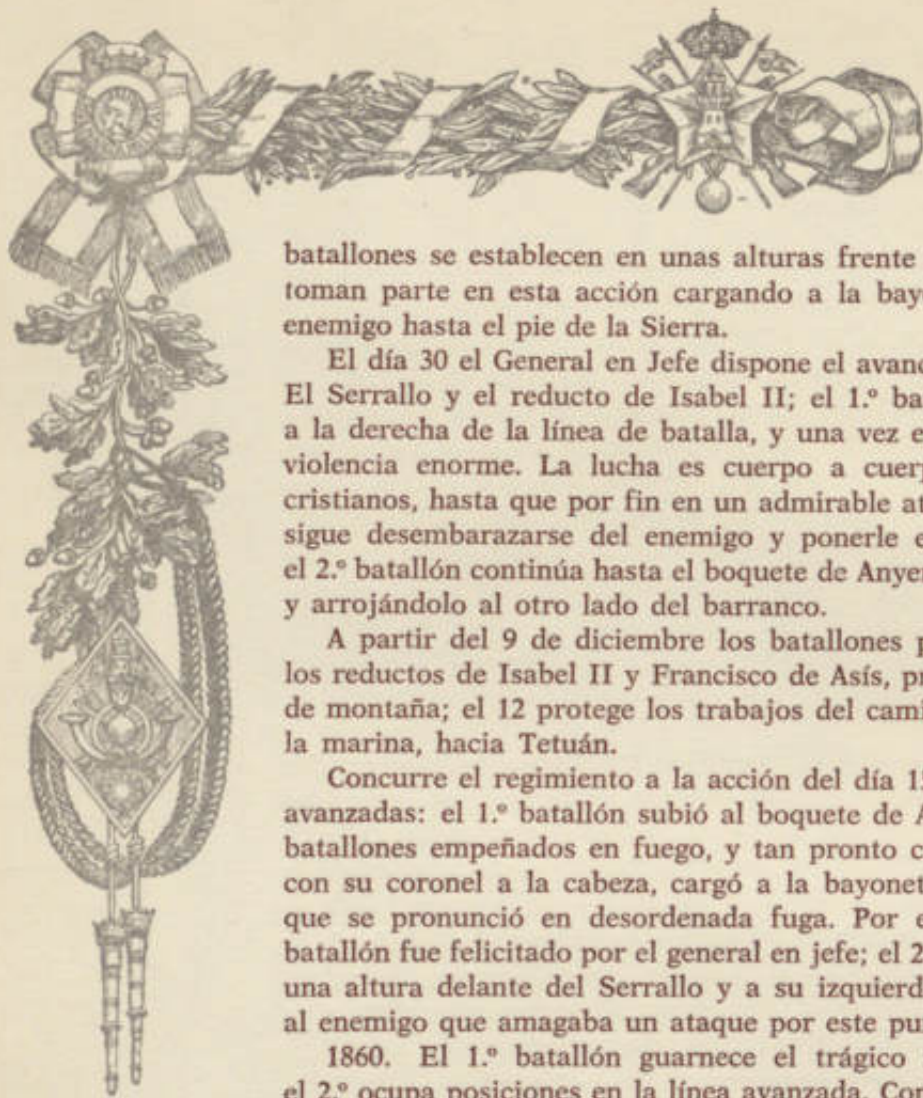 batallones se establecen en unas alturas frente
toman parte en esta acción cargando a la bay
enemigo hasta el pie de la Sierra.
El día 30 el General en Jefe dispone el avan
El Serrallo y el reducto de Isabel II; el 1.º ba
a la derecha de la línea de batalla, y una vez e
violencia enorme. La lucha es cuerpo a cuer
cristianos, hasta que por fin en un admirable a
sigue desembarazarse del enemigo y ponerle e
el 2.º batallón continúa hasta el boquete de Anye
y arrojándolo al otro lado del barranco.
A partir del 9 de diciembre los batallones p
los reductos de Isabel II y Francisco de Asís, pr
de montaña; el 12 protege los trabajos del cami
la marina, hacia Tetuán.
Concurre el regimiento a la acción del día 1
avanzadas: el 1.º batallón subió al boquete de A
batallones empeñados en fuego, y tan pronto c
con su coronel a la cabeza, cargó a la bayonet
que se pronunció en desordenada fuga. Por e
batallón fue felicitado por el general en jefe; el 2
una altura delante del Serrallo y a su izquierd
al enemigo que amagaba un ataque por este pu
1860. El 1.º batallón guarnece el trágico
el 2.º ocupa posiciones en la línea avanzada. Co